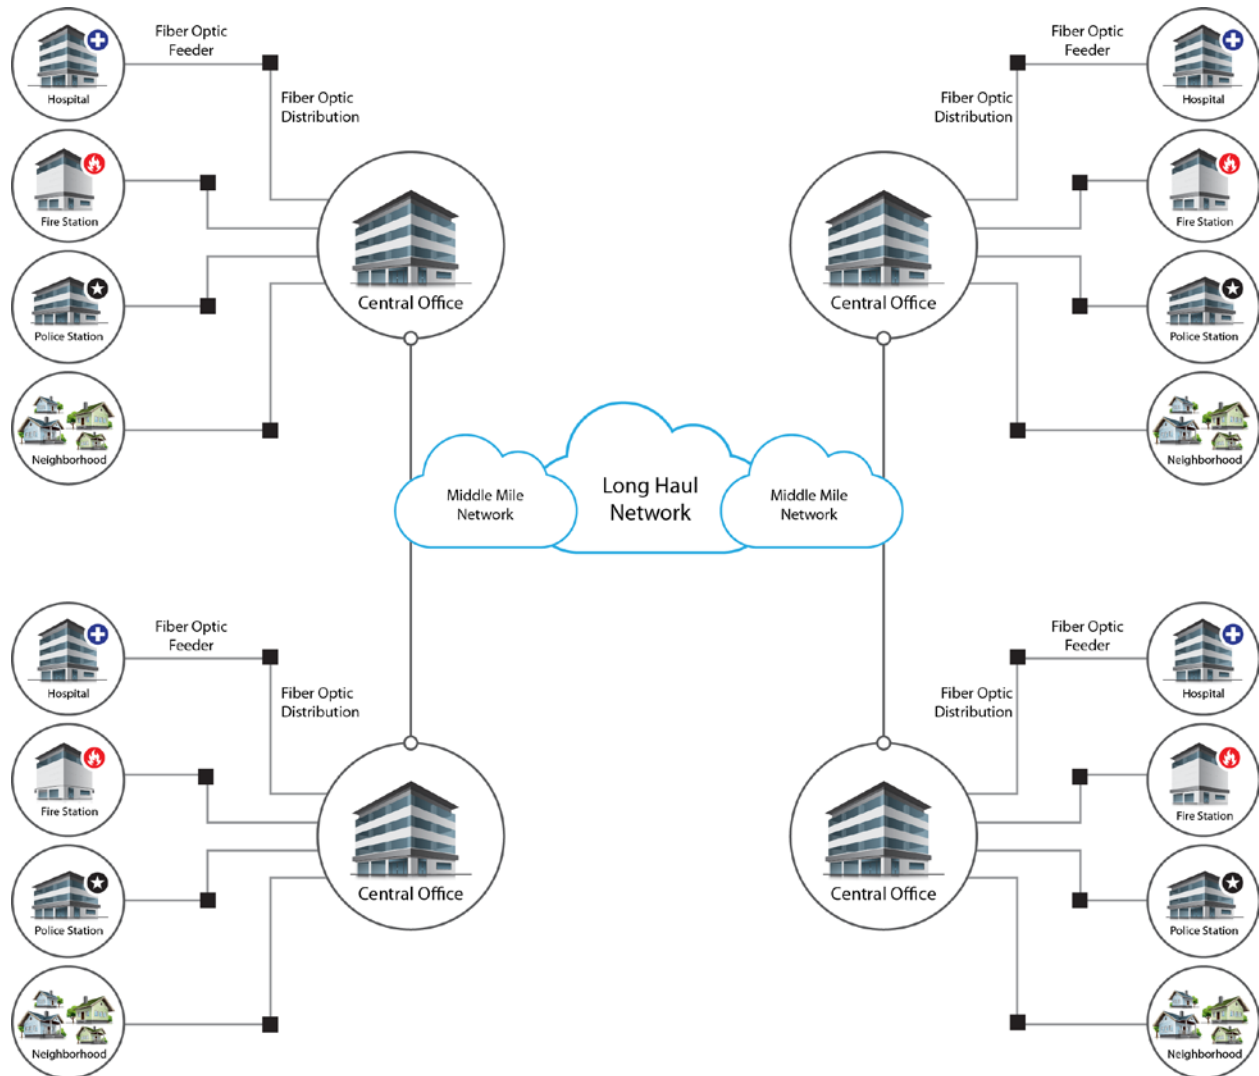 Fiber Optic
Feeder
Hospital
Fiber Optic
Distribution
Fire Station
Police Station
Neighborhood
Central Office
Fiber Optic
Feeder
Hospital
Fiber Optic
Distribution
Fire Station
Police Station
Neighborhood
Central Office
Middle Mile
Network
Long Haul
Network
Middle Mile
Network
Fiber Optic
Feeder
Hospital
Fiber Optic
Distribution
Fire Station
Police Station
Neighborhood
Central Office
Fiber Optic
Feeder
Hospital
Fiber Optic
Distribution
Fire Station
Police Station
Neighborhood
Central Office